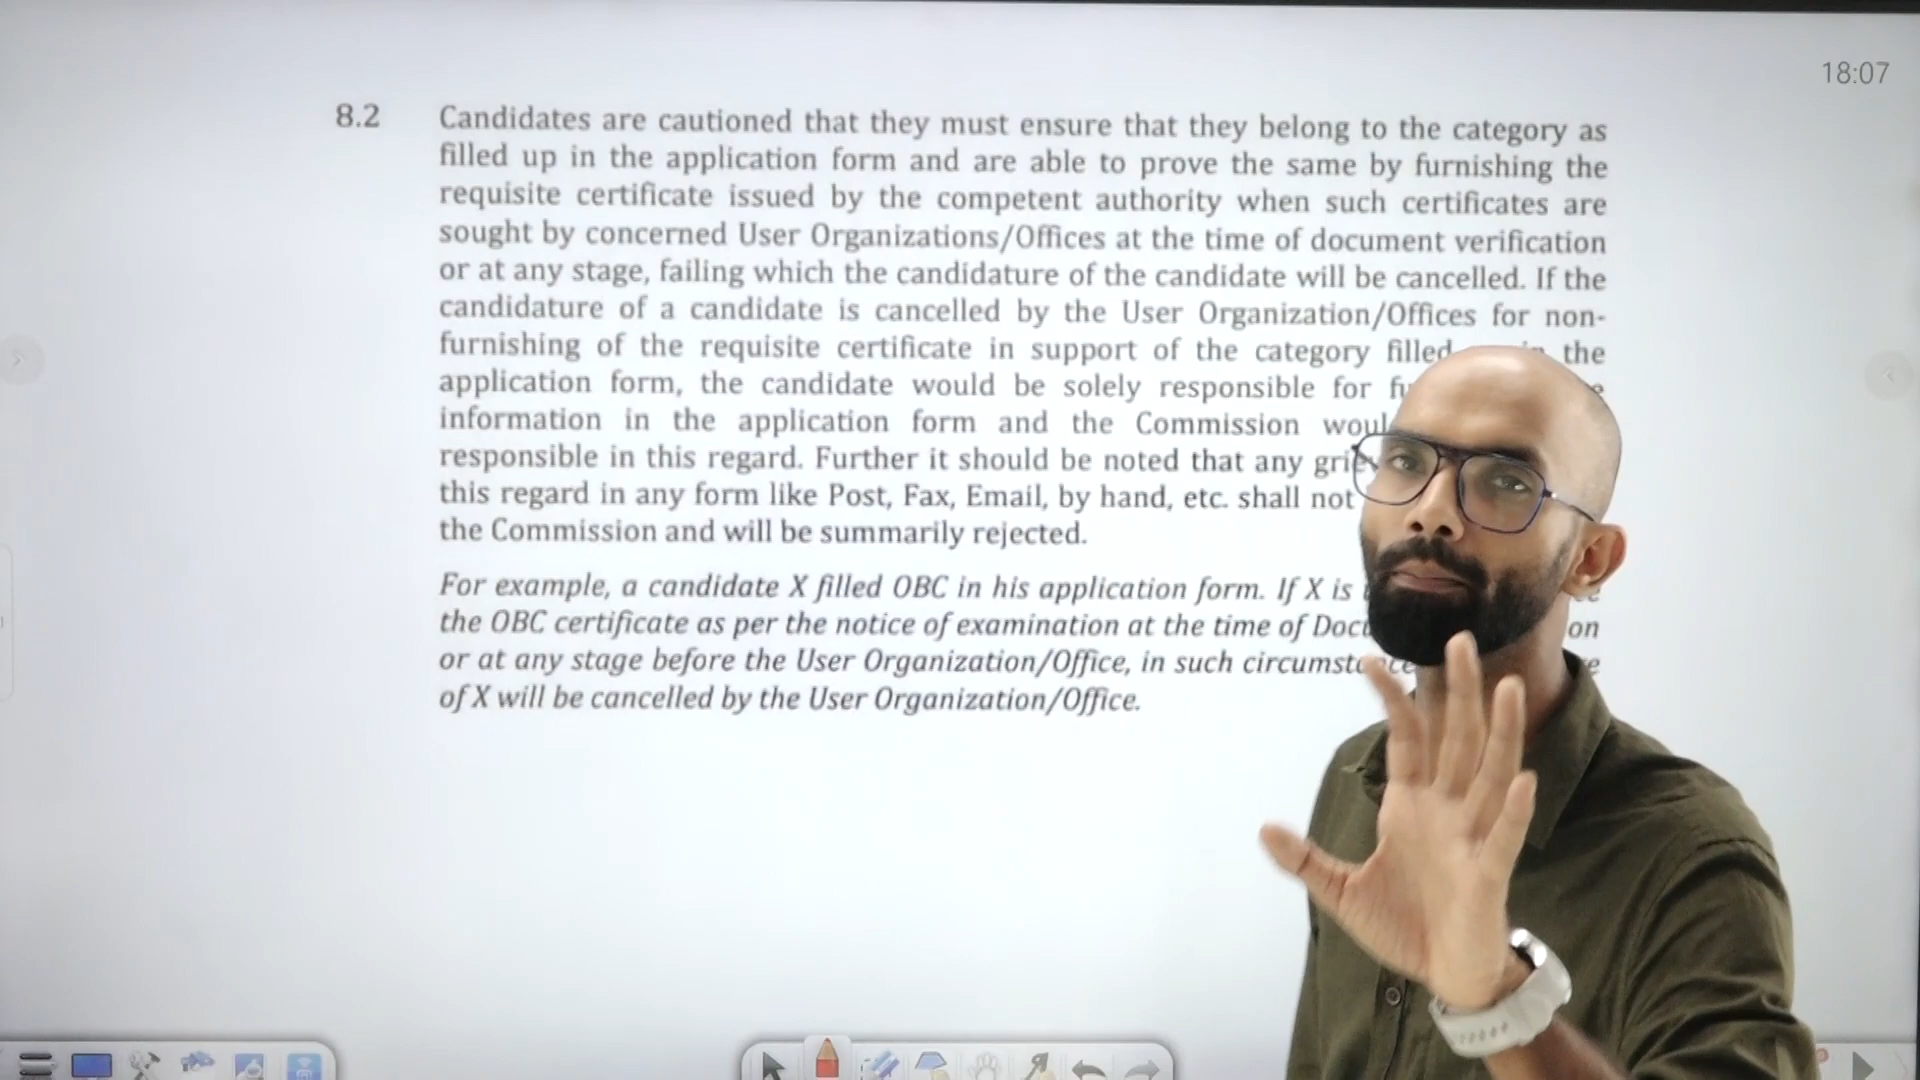 18:07
8.2 Candidates are cautioned that they must ensure that they belong to the category as
filled up in the application form and are able to prove the same by furnishing the
requisite certificate issued by the competent authority when such certificates are
sought by concerned User Organizations/Offices at the time of document verification
or at any stage, failing which the candidature of the candidate will be cancelled. If the
candidature of a candidate is cancelled by the User Organization/Offices for non-
furnishing of the requisite certificate in support of the category filled the
application form, the candidate would be solely responsible for
information in the application form and the Commission
responsible in this regard. Further it should be noted that any
this regard in any form like Post, Fax, Email, by hand, etc. shall not
the Commission and will be summarily rejected.
For example, a candidate X filled OBC in his application form. If X is
the OBC certificate as per the notice of examination at the time of
or at any stage before the User Organization/Office, in such
of X will be cancelled by the User Organization/Office.